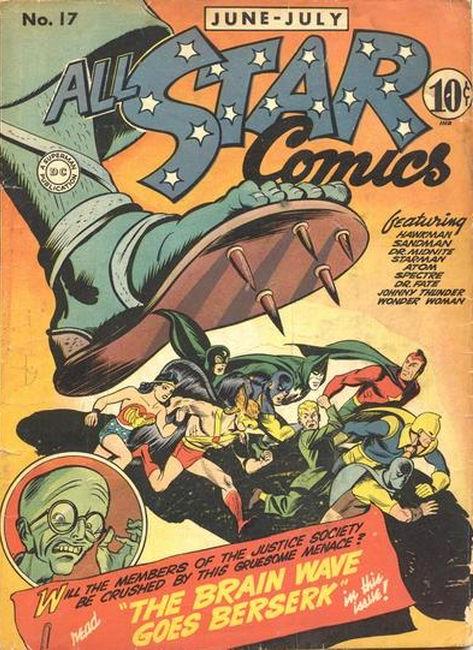 No. 17
JUNE-JULY
ALL STAR
Comics
10¢
A SUPERMAN
DC
PUBLICATION
featuring
HAWKMAN
SANDMAN
DR. MIDNITE
STARMAN
ATOM
SPECTRE
DR. FATE
JOHNNY THUNDER
WONDER WOMAN
WILL THE MEMBERS OF THE JUSTICE SOCIETY
BE CRUSHED BY THIS GRUESOME MENACE?
read "THE BRAIN WAVE
GOES BERSERK" in this
issue!